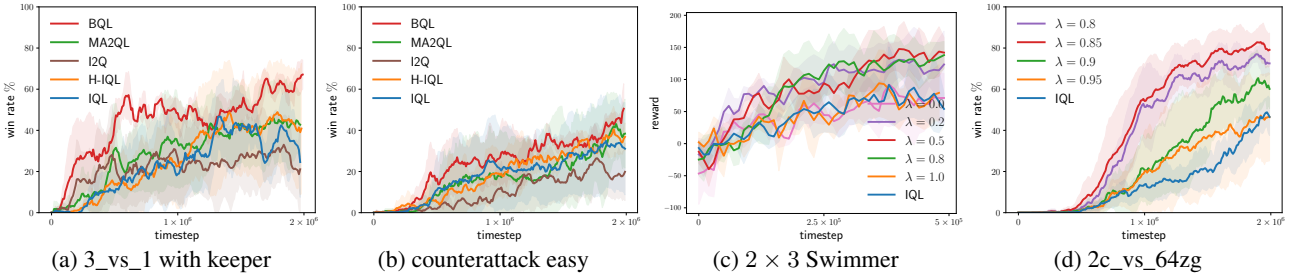 100
80
60
40
20
0
win rate %
BQL
MA2QL
I2Q
H-IQL
IQL
0
1 × 10⁶
2 × 10⁶
timestep
(a) 3_vs_1 with keeper
100
80
60
40
20
0
win rate %
BQL
MA2QL
I2Q
H-IQL
IQL
0
1 × 10⁶
2 × 10⁶
timestep
(b) counterattack easy
200
150
100
50
0
−50
−100
reward
λ = 0.2
λ = 0.5
λ = 0.8
λ = 1.0
IQL
0
2.5 × 10⁵
5 × 10⁵
timestep
(c) 2 × 3 Swimmer
100
80
60
40
20
0
win rate %
λ = 0.8
λ = 0.85
λ = 0.9
λ = 0.95
IQL
0
1 × 10⁶
2 × 10⁶
timestep
(d) 2c_vs_64zg